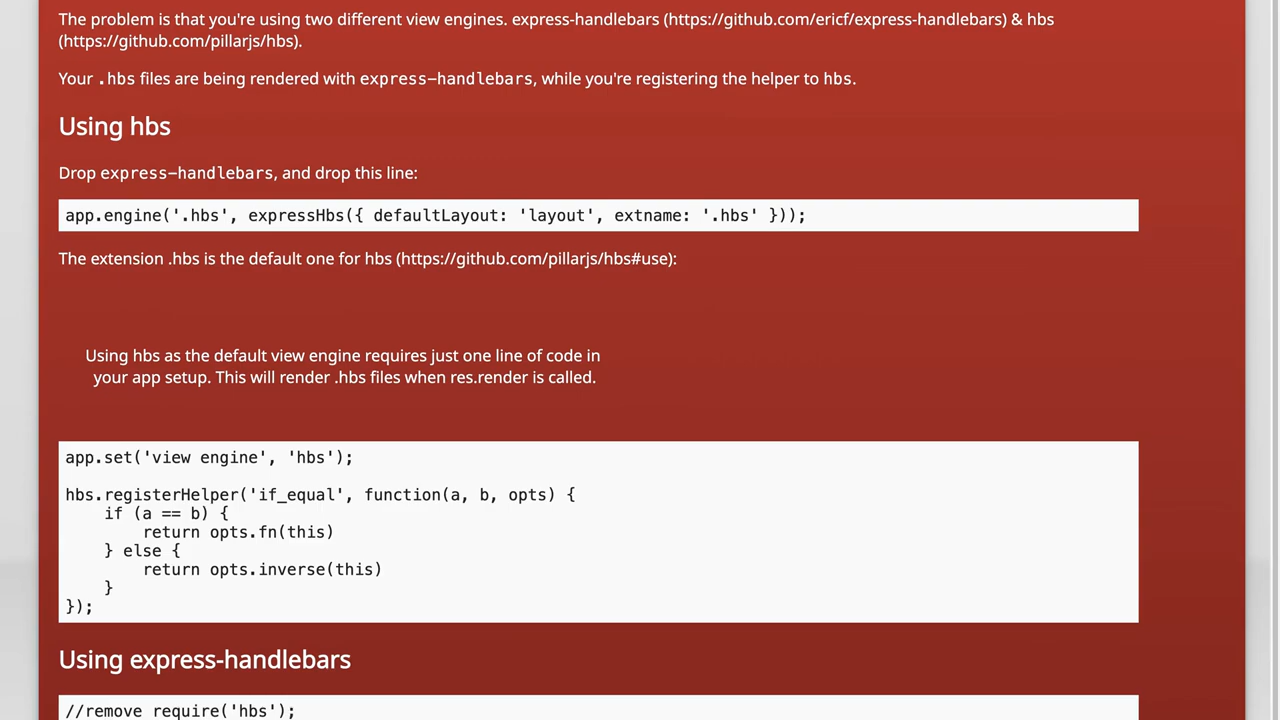 The problem is that you're using two different view engines. express-handlebars (https://github.com/ericf/express-handlebars) & hbs
(https://github.com/pillarjs/hbs).
Your .hbs files are being rendered with express-handlebars, while you're registering the helper to hbs.
Using hbs
Drop express-handlebars, and drop this line:
app.engine('.hbs', expressHbs({ defaultLayout: 'layout', extname: '.hbs' }));
The extension .hbs is the default one for hbs (https://github.com/pillarjs/hbs#use):
Using hbs as the default view engine requires just one line of code in
your app setup. This will render .hbs files when res.render is called.
app.set('view engine', 'hbs');
hbs.registerHelper('if_equal', function(a, b, opts) {
    if (a == b) {
        return opts.fn(this)
    } else {
        return opts.inverse(this)
    }
});
Using express-handlebars
//remove require('hbs');